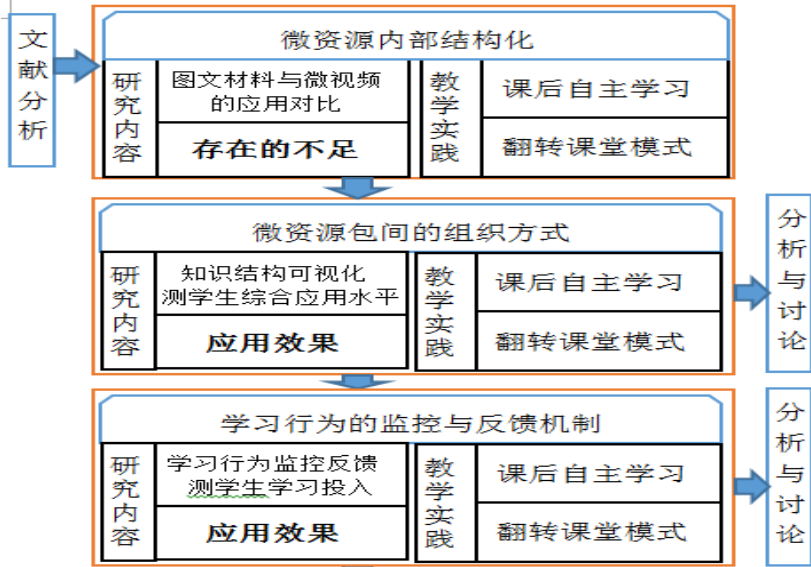 文献分析
微资源内部结构化
研究内容
图文材料与微视频
的应用对比
存在的不足
教学实践
课后自主学习
翻转课堂模式
微资源包间的组织方式
研究内容
知识结构可视化
测学生综合应用水平
应用效果
教学实践
课后自主学习
翻转课堂模式
分析与讨论
学习行为的监控与反馈机制
研究内容
学习行为监控反馈
测学生学习投入
应用效果
教学实践
课后自主学习
翻转课堂模式
分析与讨论